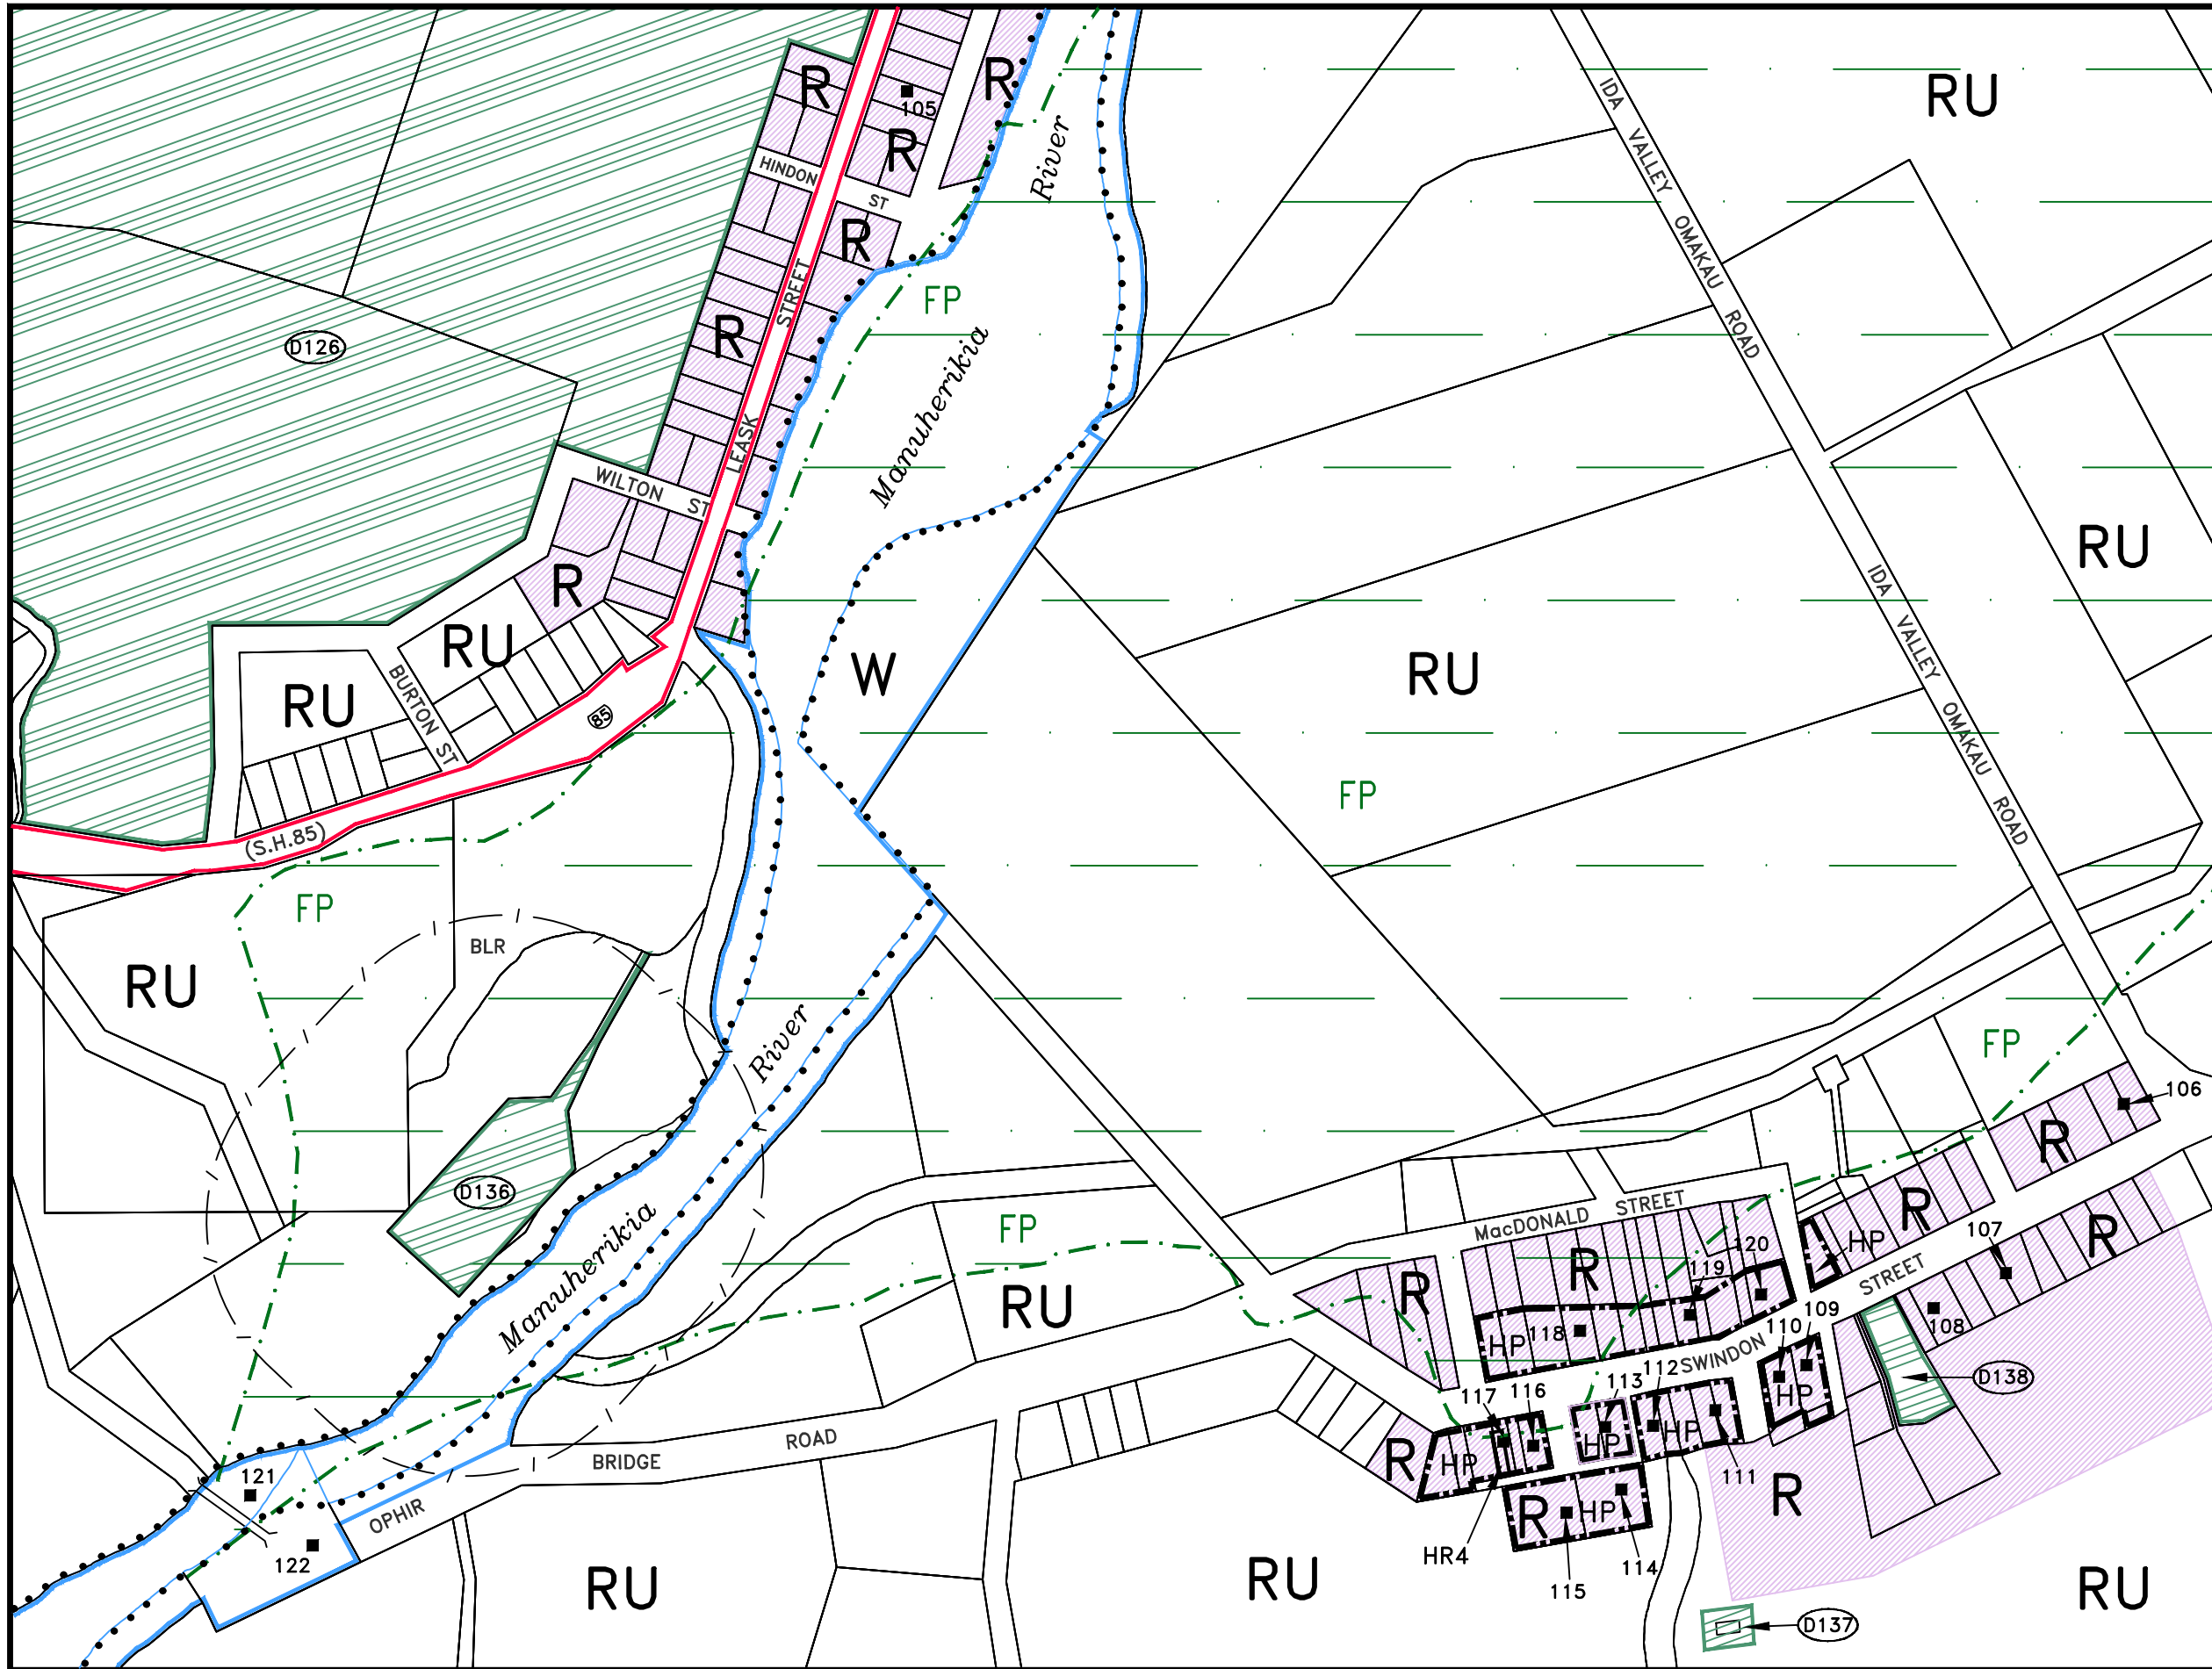 R
R
105
R
RU
IDA VALLEY OMAKAU ROAD
HINDON ST
River
R
D126
FP
R
LEASK STREET
Manuherikia
WILTON ST
RU
R
IDA VALLEY OMAKAU ROAD
RU
RU
BURTON ST
W
RU
85
(S.H.85)
FP
FP
BLR
RU
River
FP
106
R
D136
MacDONALD STREET
R
HP
107
R
FP
Manuherikia
RU
R
R
120
119
STREET
109
108
HP
118
110
SWINDON
112
113
116
117
HP
D138
R
HP
HP
HP
BRIDGE ROAD
OPHIR
121
122
111
R
R
HP
HR4
115
114
RU
RU
RU
D137